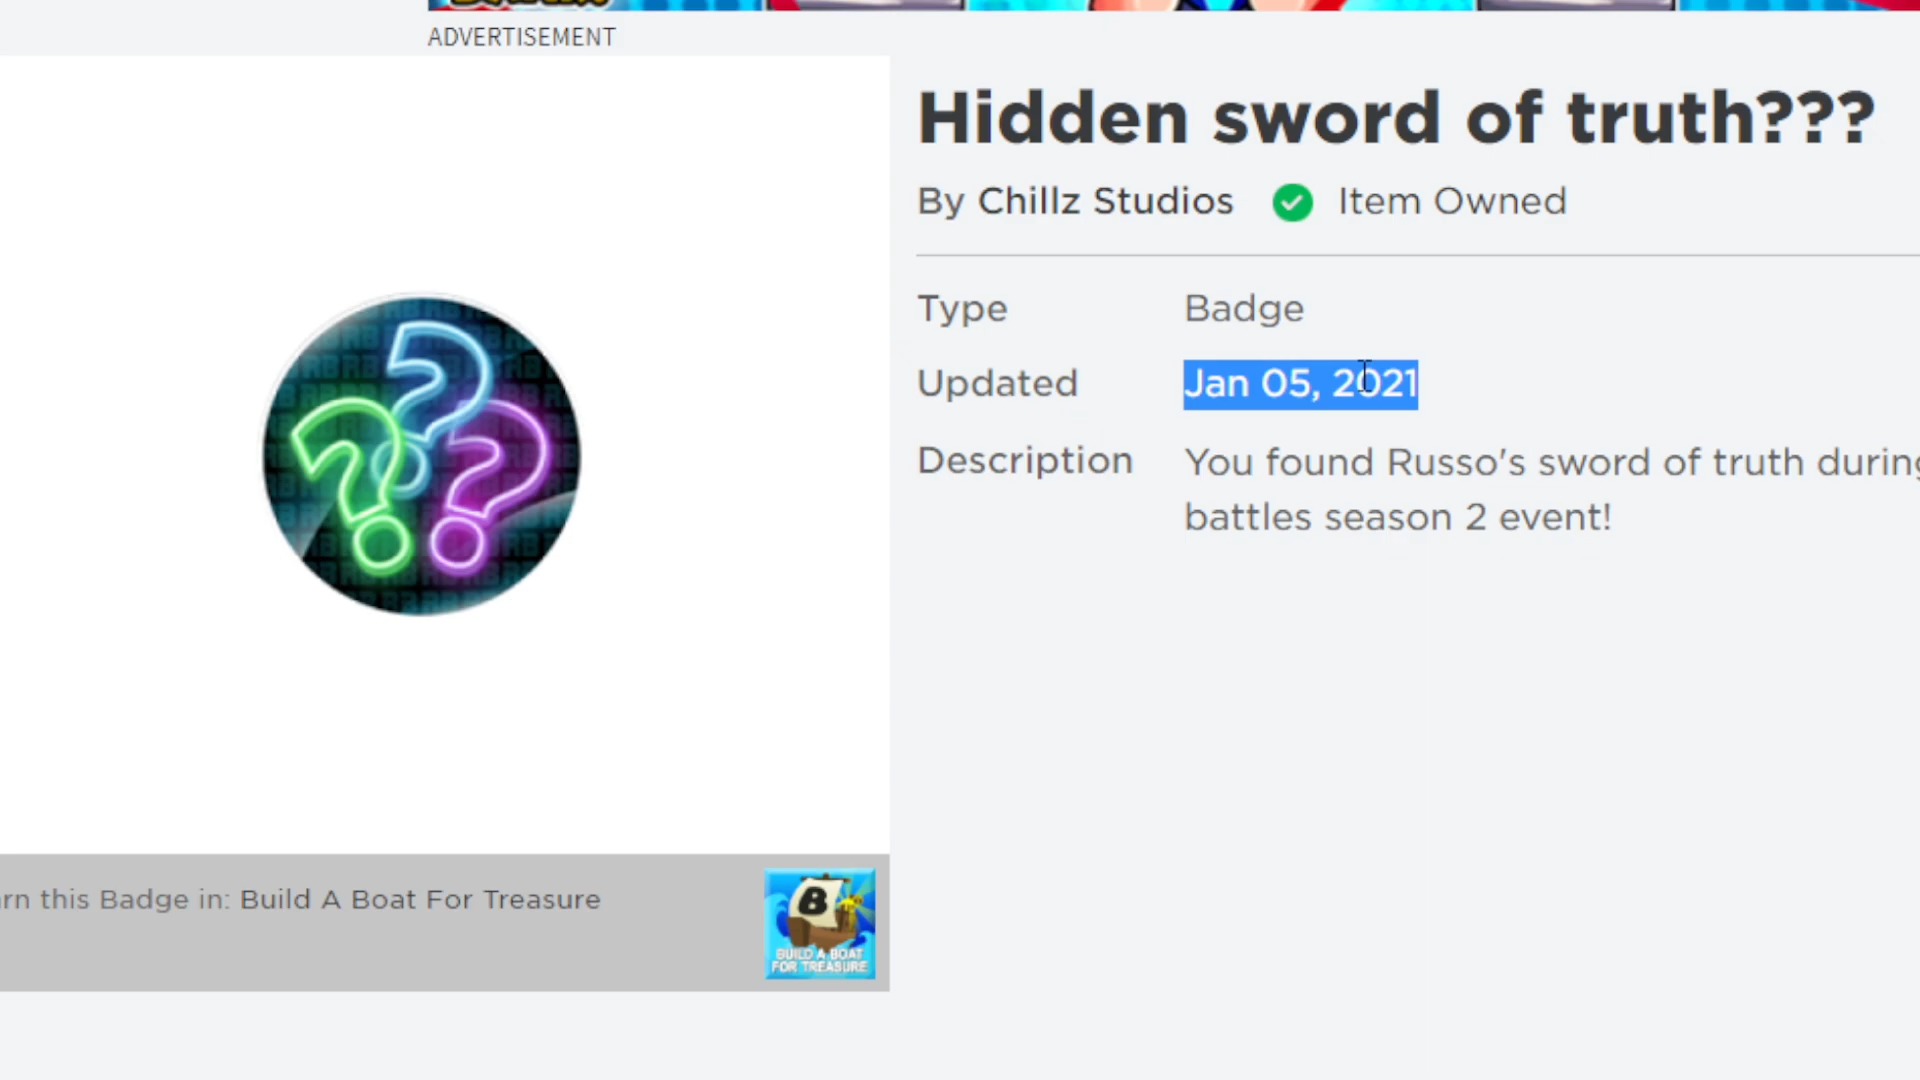 ADVERTISEMENT
Hidden sword of truth???
By Chillz Studios Item Owned
Type Badge
Updated Jan 05, 2021
Description You found Russo's sword of truth during
battles season 2 event!
rn this Badge in: Build A Boat For Treasure
B
BUILD A BOAT
FOR TREASURE